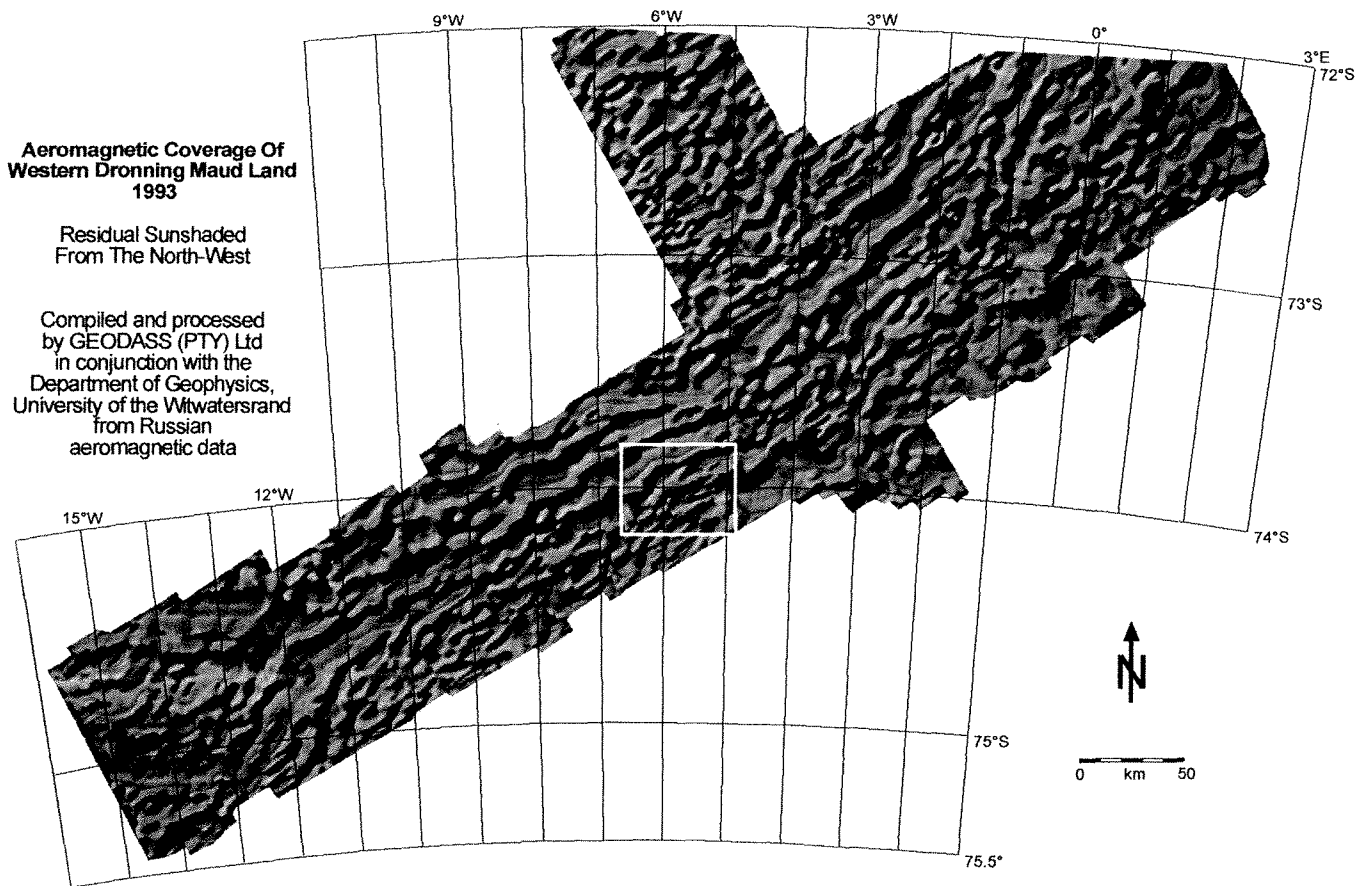 9°W
6°W
3°W
0°
3°E
72°S
Aeromagnetic Coverage Of
Western Dronning Maud Land
1993
Residual Sunshaded
From The North-West
73°S
Compiled and processed
by GEODASS (PTY) Ltd
in conjunction with the
Department of Geophysics,
University of the Witwatersrand
from Russian
aeromagnetic data
12°W
15°W
74°S
N
75°S
0 km 50
75.5°